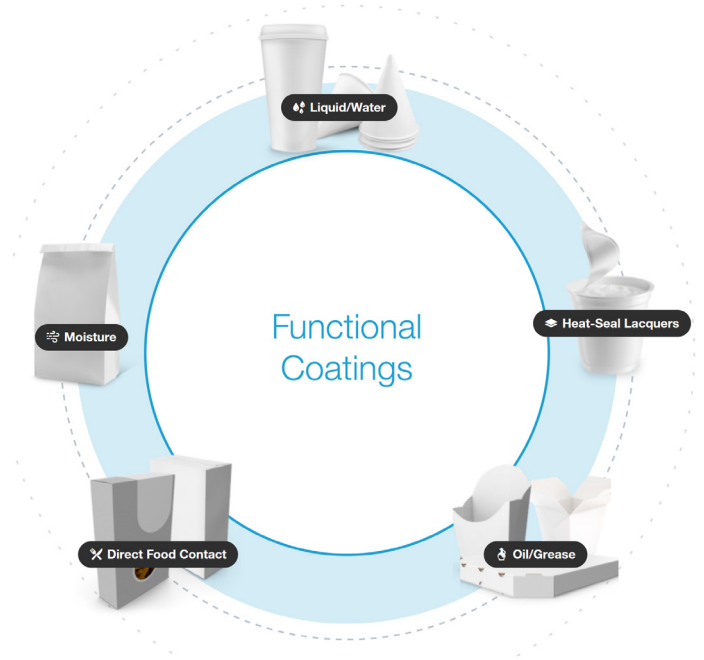 Liquid/Water
Moisture
Heat-Seal Lacquers
Functional
Coatings
Direct Food Contact
Oil/Grease